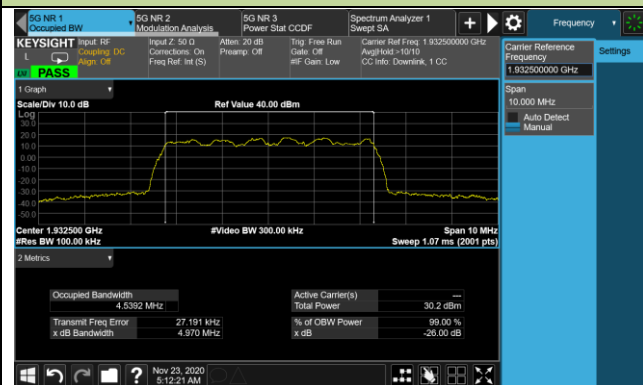 5G NR 1
Occupied BW
5G NR 2
Modulation Analysis
5G NR 3
Power Stat CCDF
Spectrum Analyzer 1
Swept SA
Frequency
KEYSIGHT
L
Input: RF
Coupling: DC
Align: Off
Input Z: 50 Ω
Corrections: On
Freq Ref: Int (S)
Atten: 20 dB
Preamp: Off
Trig: Free Run
Gate: Off
#IF Gain: Low
Carrier Ref Freq: 1.932500000 GHz
Avg|Hold:>10/10
CC Info: Downlink, 1 CC
PASS
Carrier Reference
Frequency
1.932500000 GHz
Settings
Span
10.000 MHz
Auto Detect
Manual
1 Graph
Scale/Div 10.0 dB
Ref Value 40.00 dBm
Log
30.0
20.0
10.0
0.00
-10.0
-20.0
-30.0
-40.0
-50.0
Center 1.932500 GHz
#Video BW 300.00 kHz
Span 10 MHz
#Res BW 100.00 kHz
Sweep 1.07 ms (2001 pts)
2 Metrics
Occupied Bandwidth
4.5392 MHz
Active Carrier(s)
---
Total Power
30.2 dBm
Transmit Freq Error
27.191 kHz
% of OBW Power
99.00 %
x dB Bandwidth
4.970 MHz
x dB
-26.00 dB
?
Nov 23, 2020
5:12:21 AM